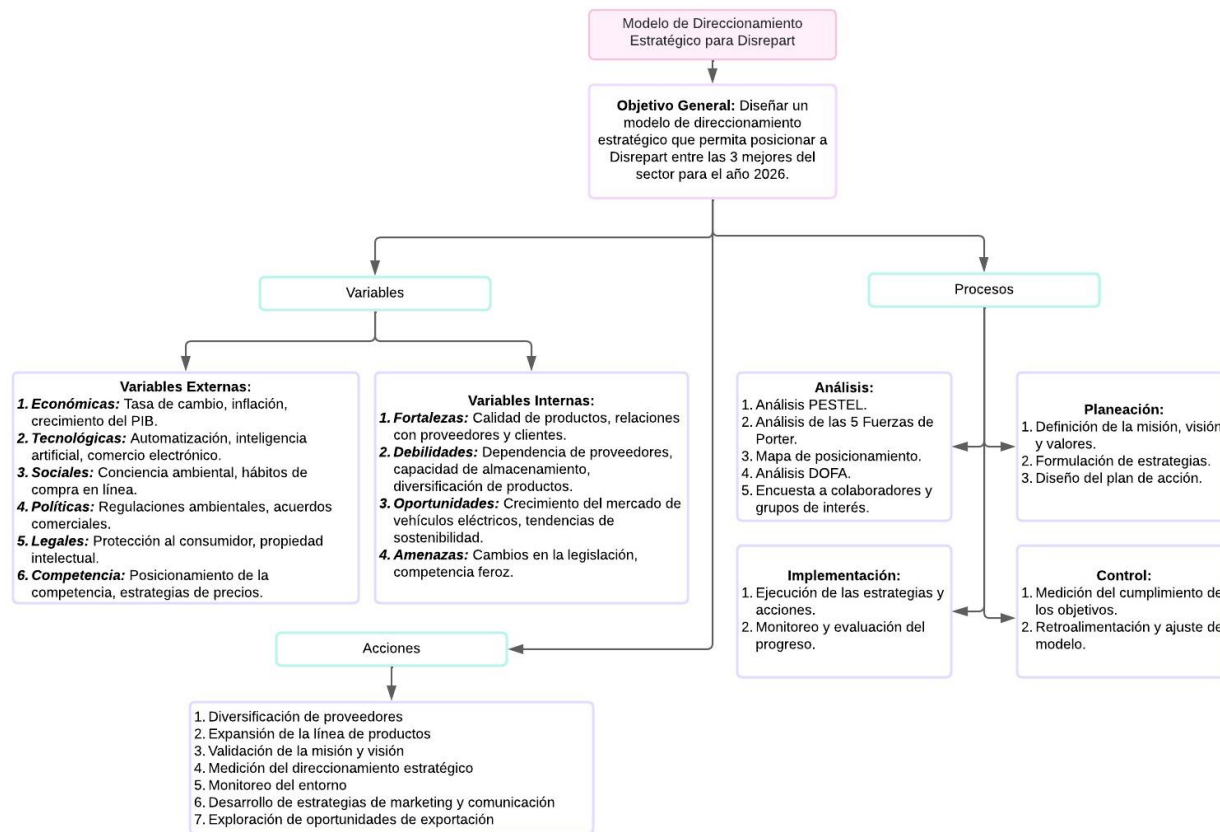 Modelo de Direccionamiento
Estratégico para Disrepart
Objetivo General: Diseñar un
modelo de direccionamiento
estratégico que permita posicionar a
Disrepart entre las 3 mejores del
sector para el año 2026.
Variables
Procesos
Variables Externas:
1. Económicas: Tasa de cambio, inflación,
crecimiento del PIB.
2. Tecnológicas: Automatización, inteligencia
artificial, comercio electrónico.
3. Sociales: Conciencia ambiental, hábitos de
compra en línea.
4. Políticas: Regulaciones ambientales, acuerdos
comerciales.
5. Legales: Protección al consumidor, propiedad
intelectual.
6. Competencia: Posicionamiento de la
competencia, estrategias de precios.
Variables Internas:
1. Fortalezas: Calidad de productos, relaciones
con proveedores y clientes.
2. Debilidades: Dependencia de proveedores,
capacidad de almacenamiento,
diversificación de productos.
3. Oportunidades: Crecimiento del mercado de
vehículos eléctricos, tendencias de
sostenibilidad.
4. Amenazas: Cambios en la legislación,
competencia feroz.
Análisis:
1. Análisis PESTEL.
2. Análisis de las 5 Fuerzas de
Porter.
3. Mapa de posicionamiento.
4. Análisis DOFA.
5. Encuesta a colaboradores y
grupos de interés.
Planeación:
1. Definición de la misión, visión
y valores.
2. Formulación de estrategias.
3. Diseño del plan de acción.
Implementación:
1. Ejecución de las estrategias y
acciones.
2. Monitoreo y evaluación del
progreso.
Control:
1. Medición del cumplimiento de
los objetivos.
2. Retroalimentación y ajuste de
modelo.
Acciones
1. Diversificación de proveedores
2. Expansión de la línea de productos
3. Validación de la misión y visión
4. Medición del direccionamiento estratégico
5. Monitoreo del entorno
6. Desarrollo de estrategias de marketing y comunicación
7. Exploración de oportunidades de exportación